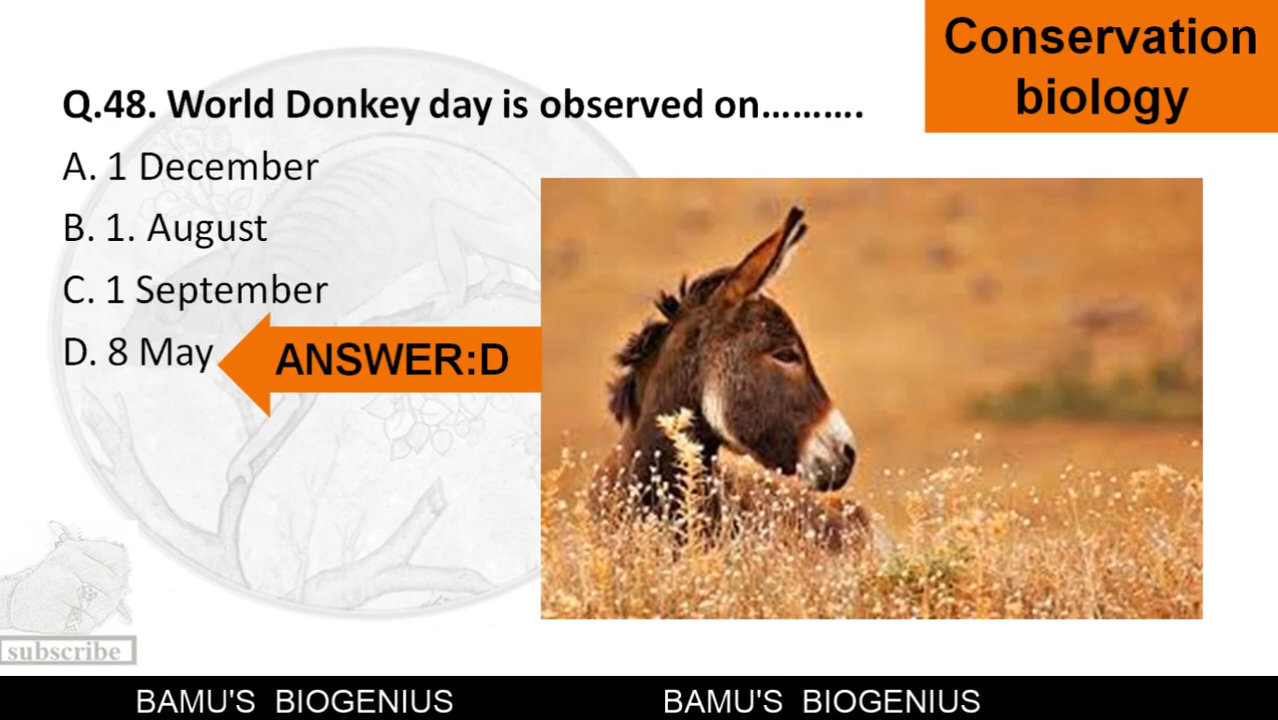 Conservation
biology
Q.48. World Donkey day is observed on……….
A. 1 December
B. 1. August
C. 1 September
D. 8 May
ANSWER:D
subscribe
BAMU'S BIOGENIUS BAMU'S BIOGENIUS